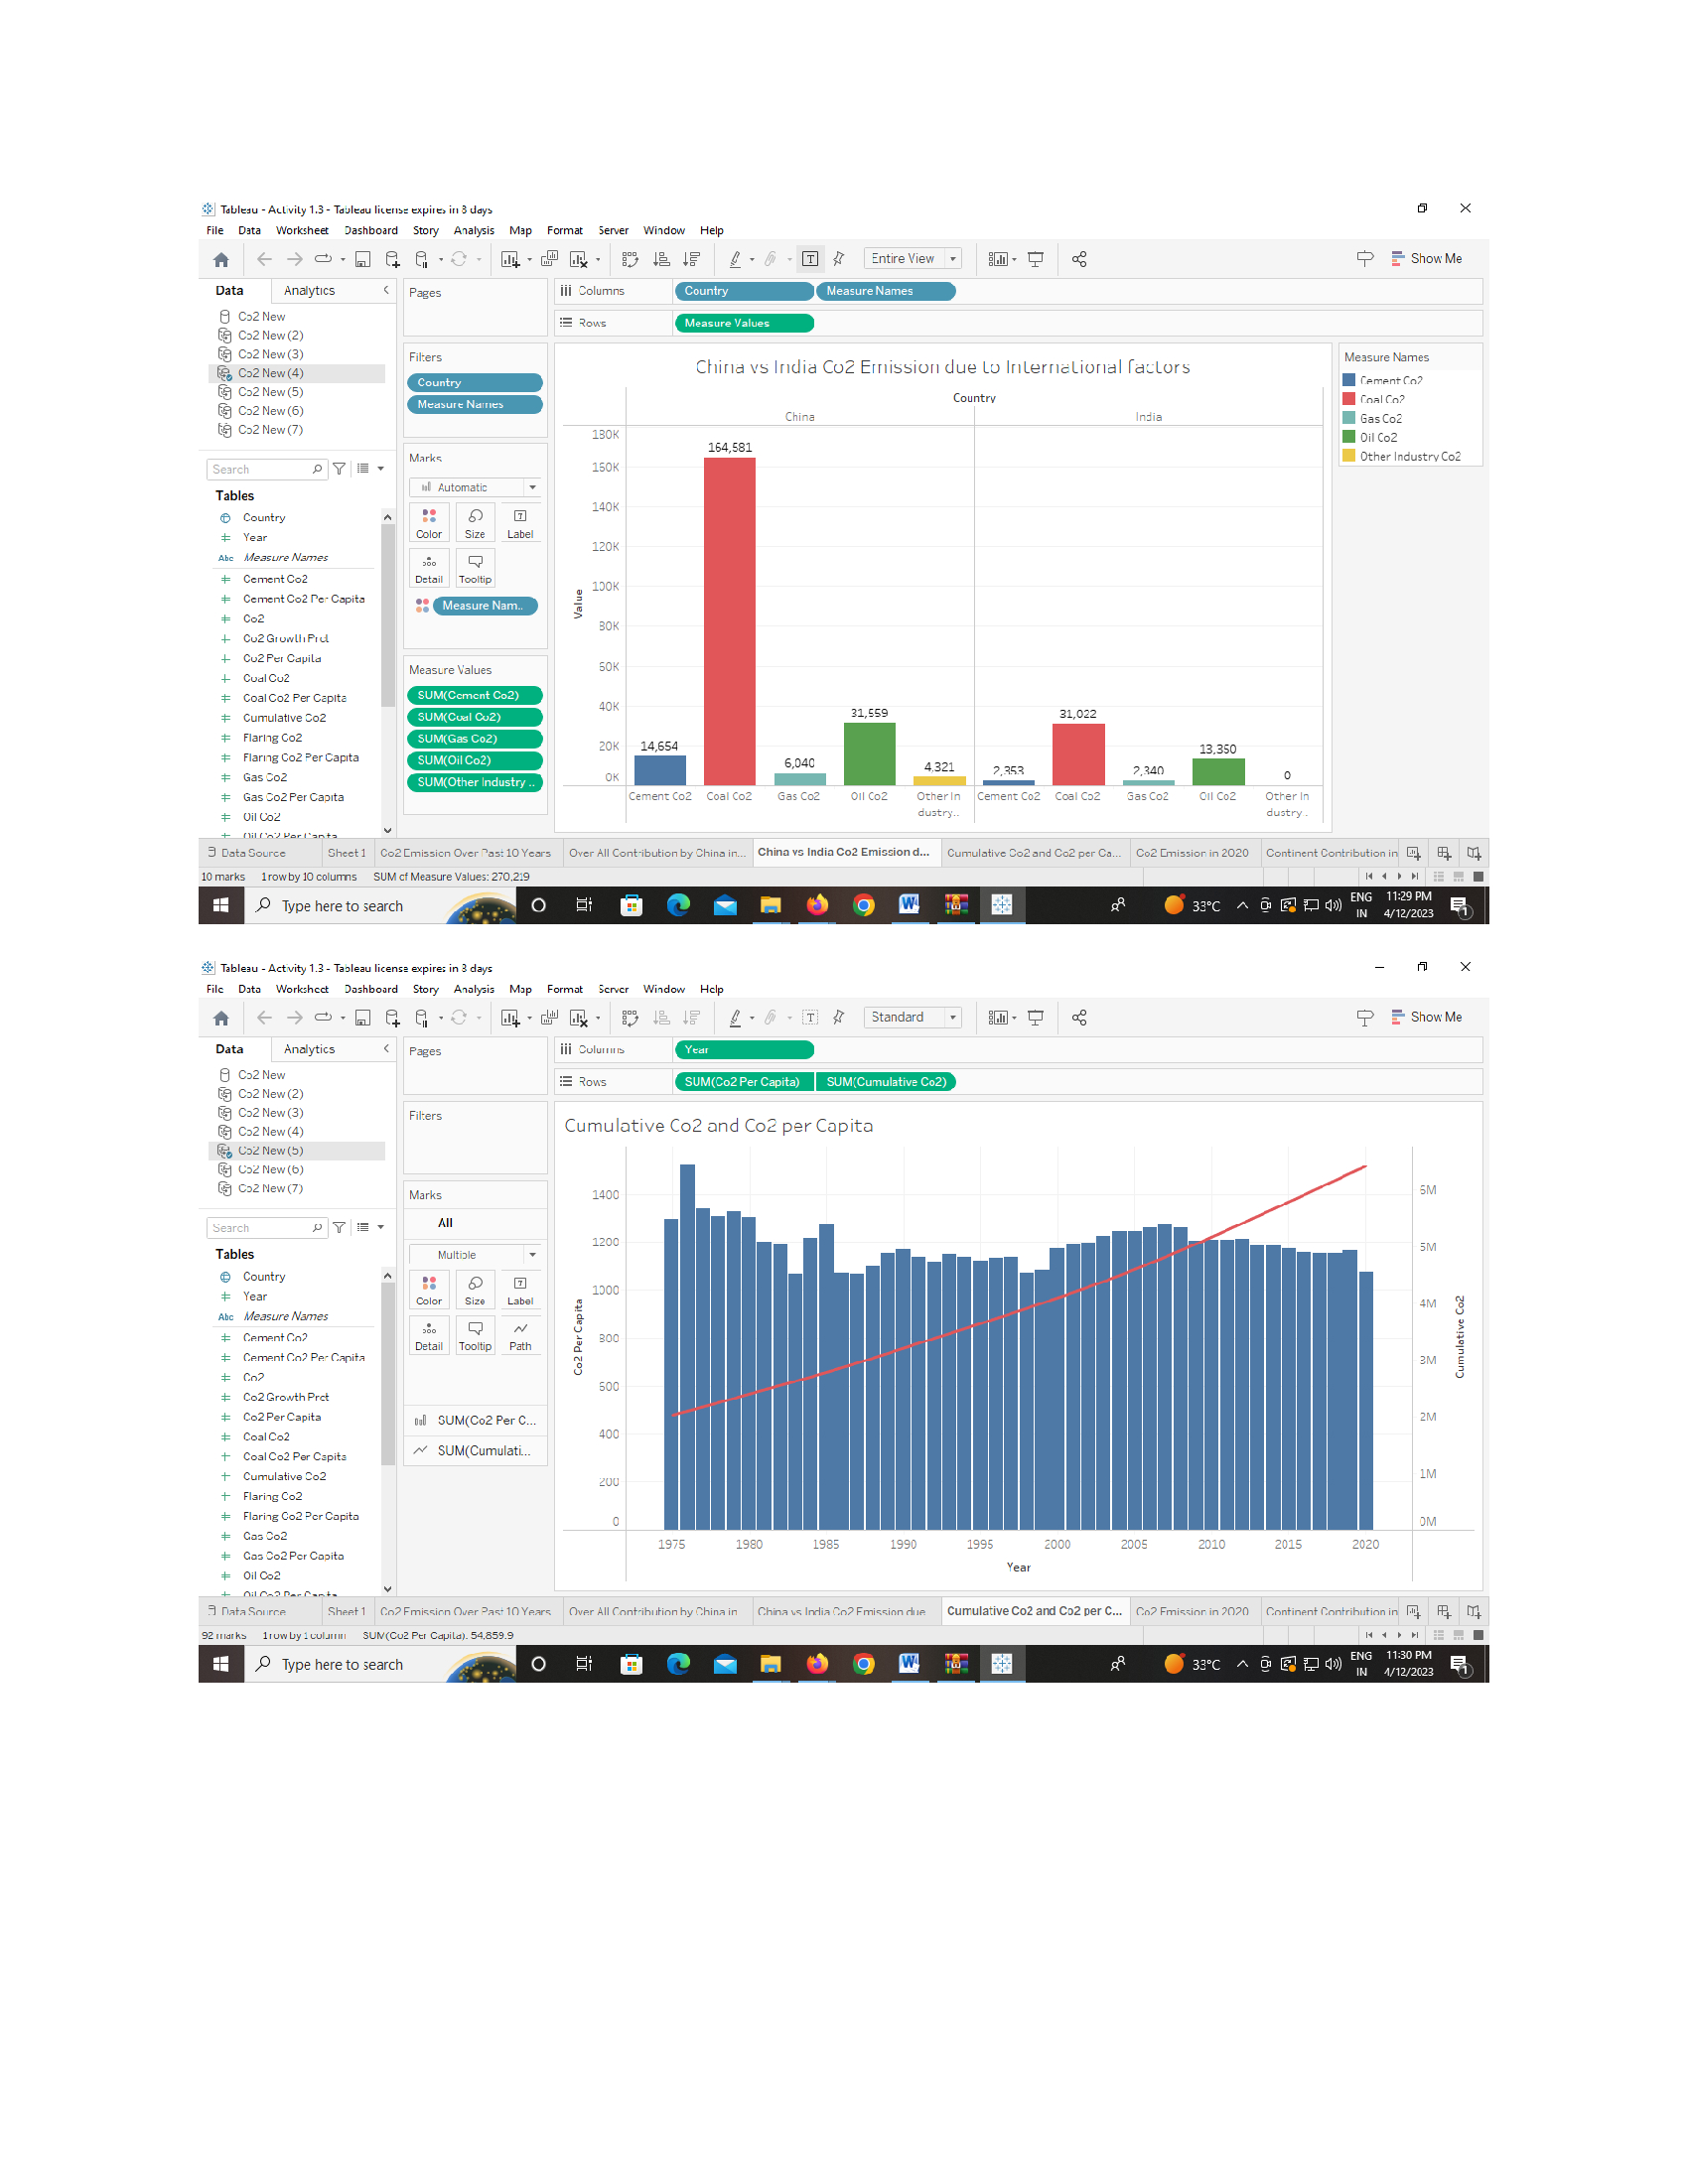 Tableau - Activity 1.3 - Tableau license expires in 8 days
File Data Worksheet Dashboard Story Analysis Map Format Server Window Help
Entire View
Show Me
Data Analytics
Co2 New
Co2 New (2)
Co2 New (3)
Co2 New (4)
Co2 New (5)
Co2 New (6)
Co2 New (7)
Search
Tables
Country
Year
Abc Measure Names
Cement Co2
Cement Co2 Per Capita
Co2
Co2 Growth Prct
Co2 Per Capita
Coal Co2
Coal Co2 Per Capita
Cumulative Co2
Flaring Co2
Flaring Co2 Per Capita
Gas Co2
Gas Co2 Per Capita
Oil Co2
Oil Co2 Per Capita
Pages
Filters
Country
Measure Names
Marks
Automatic
Color Size Label
Detail Tooltip
Measure Nam..
Measure Values
SUM(Cement Co2)
SUM(Coal Co2)
SUM(Gas Co2)
SUM(Oil Co2)
SUM(Other Industry ..
Columns Country Measure Names
Rows Measure Values
China vs India Co2 Emission due to International factors
Country
China India
Value
180K
160K
140K
120K
100K
80K
60K
40K
20K
0K
14,654 164,581 6,040 31,559 4,321 2,353 31,022 2,340 13,350 0
Cement Co2 Coal Co2 Gas Co2 Oil Co2 Other In Cement Co2 Coal Co2 Gas Co2 Oil Co2 Other In
dustry.. dustry..
Measure Names
Cement Co2
Coal Co2
Gas Co2
Oil Co2
Other Industry Co2
Data Source Sheet 1 Co2 Emission Over Past 10 Years Over All Contribution by China in... China vs India Co2 Emission d... Cumulative Co2 and Co2 per Ca... Co2 Emission in 2020 Continent Contribution in
10 marks 1 row by 10 columns SUM of Measure Values: 270,219
Type here to search
33°C
ENG
IN
11:29 PM
4/12/2023
1
Tableau - Activity 1.3 - Tableau license expires in 8 days
File Data Worksheet Dashboard Story Analysis Map Format Server Window Help
Standard
Show Me
Data Analytics
Co2 New
Co2 New (2)
Co2 New (3)
Co2 New (4)
Co2 New (5)
Co2 New (6)
Co2 New (7)
Search
Tables
Country
Year
Abc Measure Names
Cement Co2
Cement Co2 Per Capita
Co2
Co2 Growth Prct
Co2 Per Capita
Coal Co2
Coal Co2 Per Capita
Cumulative Co2
Flaring Co2
Flaring Co2 Per Capita
Gas Co2
Gas Co2 Per Capita
Oil Co2
Oil Co2 Per Capita
Pages
Filters
Marks
All
Multiple
Color Size Label
Detail Tooltip Path
SUM(Co2 Per C...
SUM(Cumulati...
Columns Year
Rows SUM(Co2 Per Capita) SUM(Cumulative Co2)
Cumulative Co2 and Co2 per Capita
Co2 Per Capita
1400
1200
1000
800
600
400
200
0
6M
5M
4M
3M
2M
1M
0M
Cumulative Co2
1975 1980 1985 1990 1995 2000 2005 2010 2015 2020
Year
Data Source Sheet 1 Co2 Emission Over Past 10 Years Over All Contribution by China in China vs India Co2 Emission due Cumulative Co2 and Co2 per C... Co2 Emission in 2020 Continent Contribution in
92 marks 1 row by 1 column SUM(Co2 Per Capita): 54,859.9
Type here to search
33°C
ENG
IN
11:30 PM
4/12/2023
1